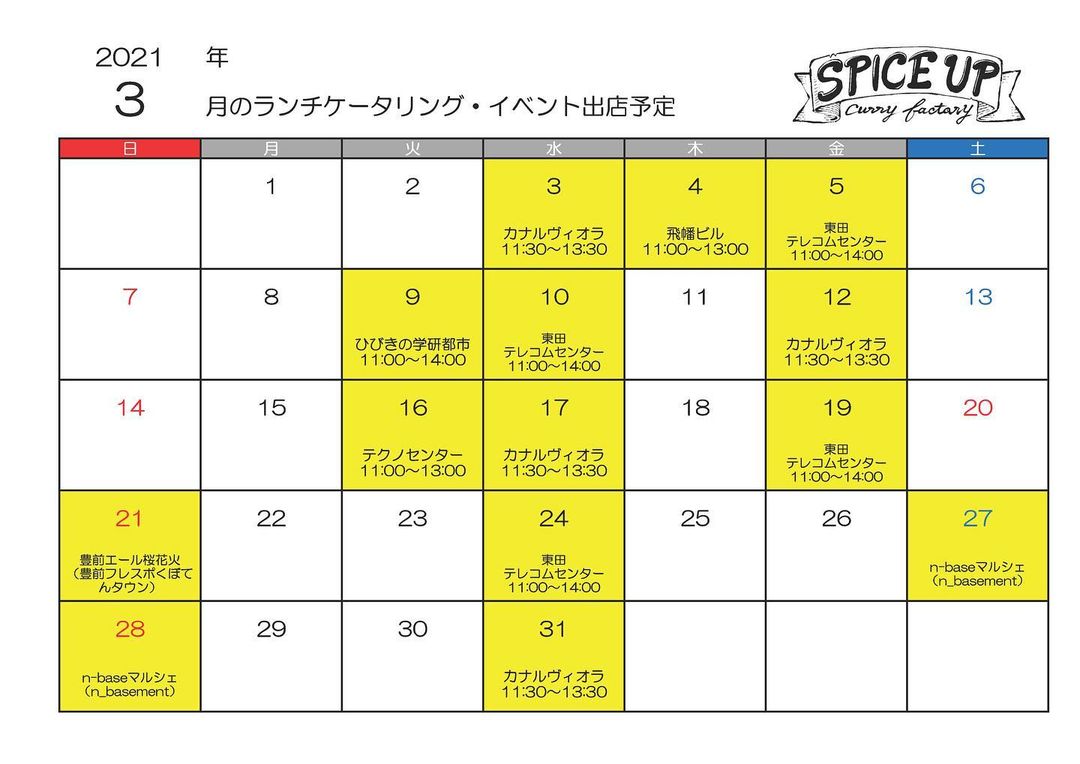 2021 年
3 月のランチケータリング・イベント出店予定
SPICE UP
curry factory
日 月 火 水 木 金 土
1 2 3 4 5 6
カナルヴィオラ
11:30〜13:30
飛幡ビル
11:00〜13:00
東田
テレコムセンター
11:00〜14:00
7 8 9 10 11 12 13
ひびきの学研都市
11:00〜14:00
東田
テレコムセンター
11:00〜14:00
カナルヴィオラ
11:30〜13:30
14 15 16 17 18 19 20
テクノセンター
11:00〜13:00
カナルヴィオラ
11:30〜13:30
東田
テレコムセンター
11:00〜14:00
21 22 23 24 25 26 27
豊前エール桜花火
（豊前フレスポくぼて
んタウン）
東田
テレコムセンター
11:00〜14:00
n-baseマルシェ
（n_basement）
28 29 30 31
n-baseマルシェ
（n_basement）
カナルヴィオラ
11:30〜13:30